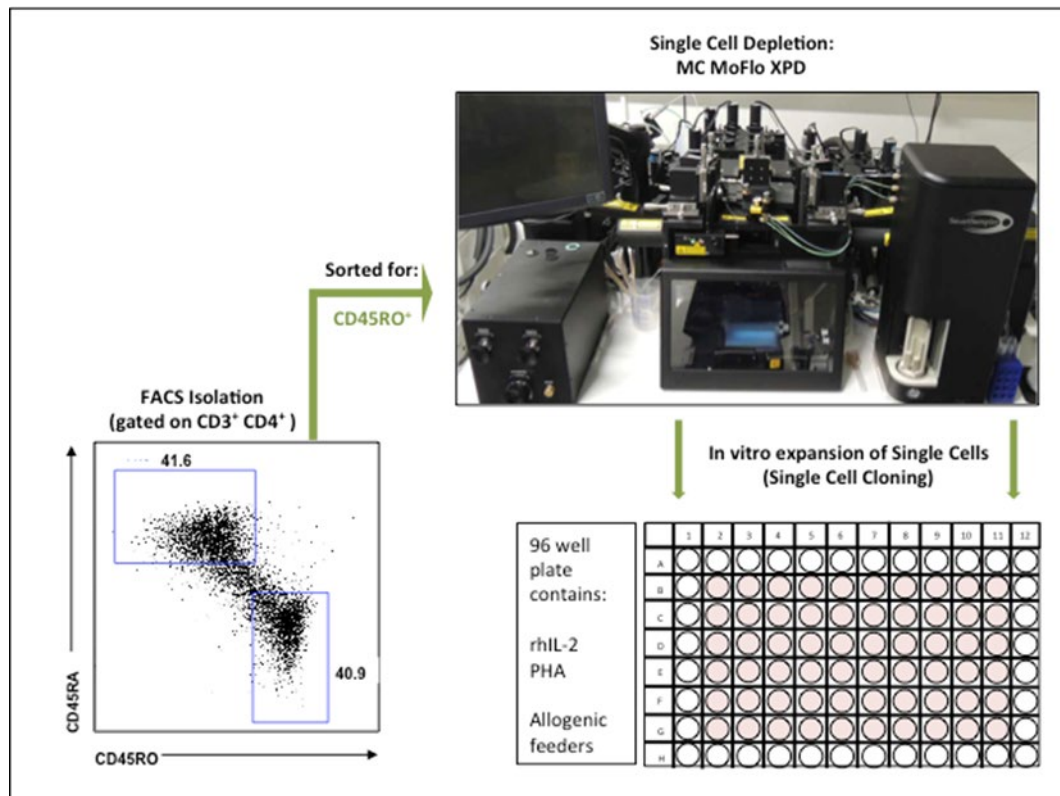 Single Cell Depletion:
MC MoFlo XPD
Sorted for:
CD45RO⁺
FACS Isolation
(gated on CD3⁺ CD4⁺ )
41.6
40.9
CD45RA
CD45RO
In vitro expansion of Single Cells
(Single Cell Cloning)
96 well
plate
contains:
rhIL-2
PHA
Allogenic
feeders
1 2 3 4 5 6 7 8 9 10 11 12
A
B
C
D
E
F
G
H